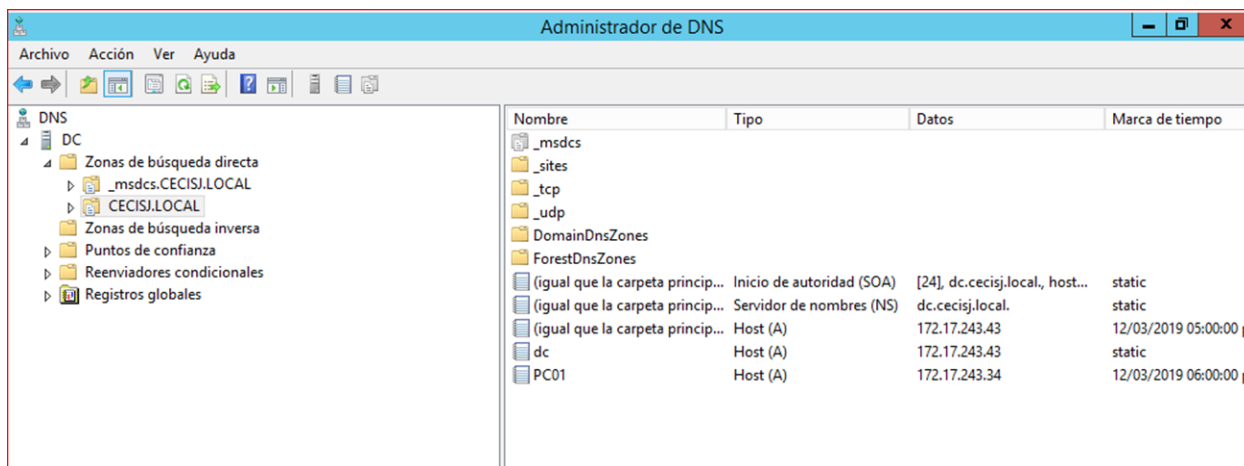 Administrador de DNS
Archivo Acción Ver Ayuda
DNS
DC
Zonas de búsqueda directa
_msdcs.CECISJ.LOCAL
CECISJ.LOCAL
Zonas de búsqueda inversa
Puntos de confianza
Reenviadores condicionales
Registros globales
Nombre Tipo Datos Marca de tiempo
_msdcs
_sites
_tcp
_udp
DomainDnsZones
ForestDnsZones
(igual que la carpeta princip... Inicio de autoridad (SOA) [24], dc.cecisj.local., host... static
(igual que la carpeta princip... Servidor de nombres (NS) dc.cecisj.local. static
(igual que la carpeta princip... Host (A) 172.17.243.43 12/03/2019 05:00:00 p
dc Host (A) 172.17.243.43 static
PC01 Host (A) 172.17.243.34 12/03/2019 06:00:00 p